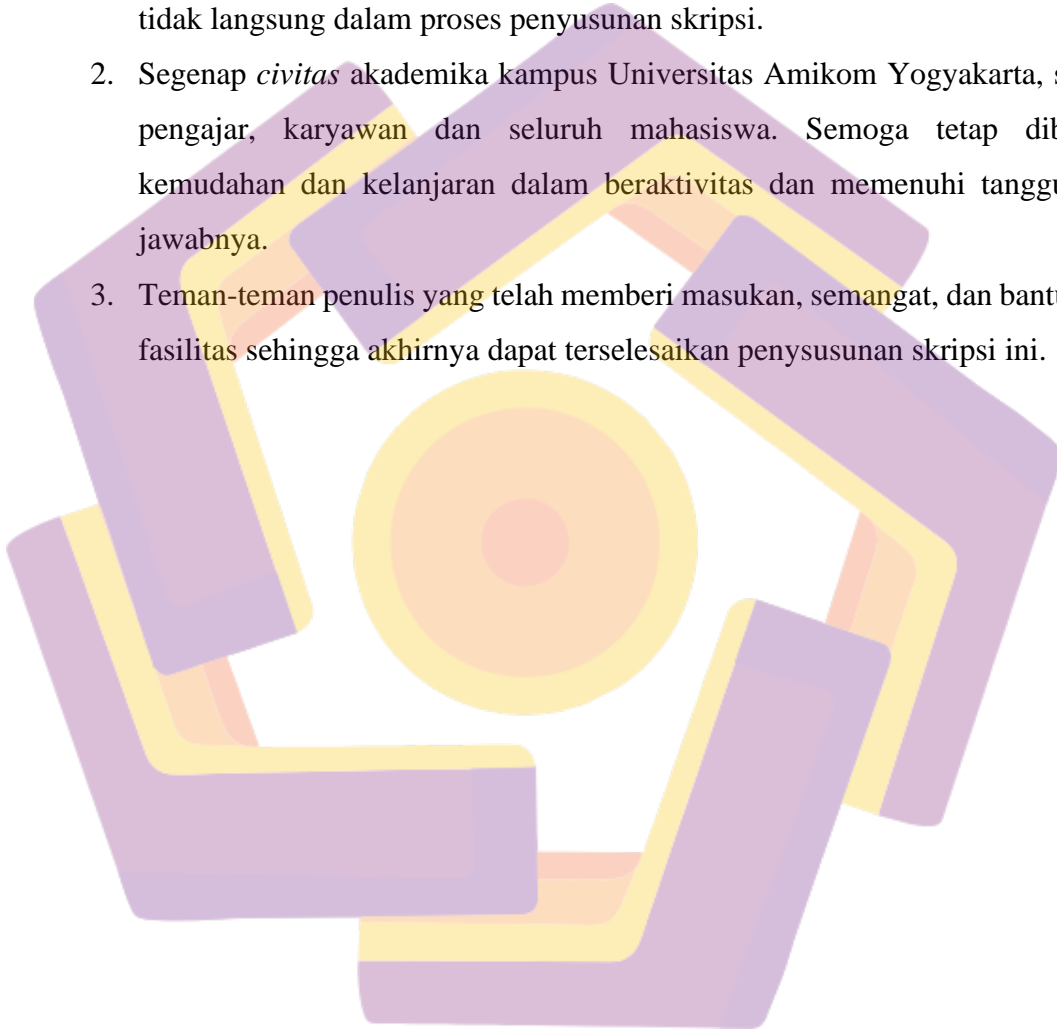 tidak langsung dalam proses penyusunan skripsi.
2. Segenap civitas akademika kampus Universitas Amikom Yogyakarta,
pengajar, karyawan dan seluruh mahasiswa. Semoga tetap
kemudahan dan kelanjaran dalam beraktivitas dan memenuhi
jawabnya.
3. Teman-teman penulis yang telah memberi masukan, semangat, dan
fasilitas sehingga akhirnya dapat terselesaikan penysusunan skripsi ini.